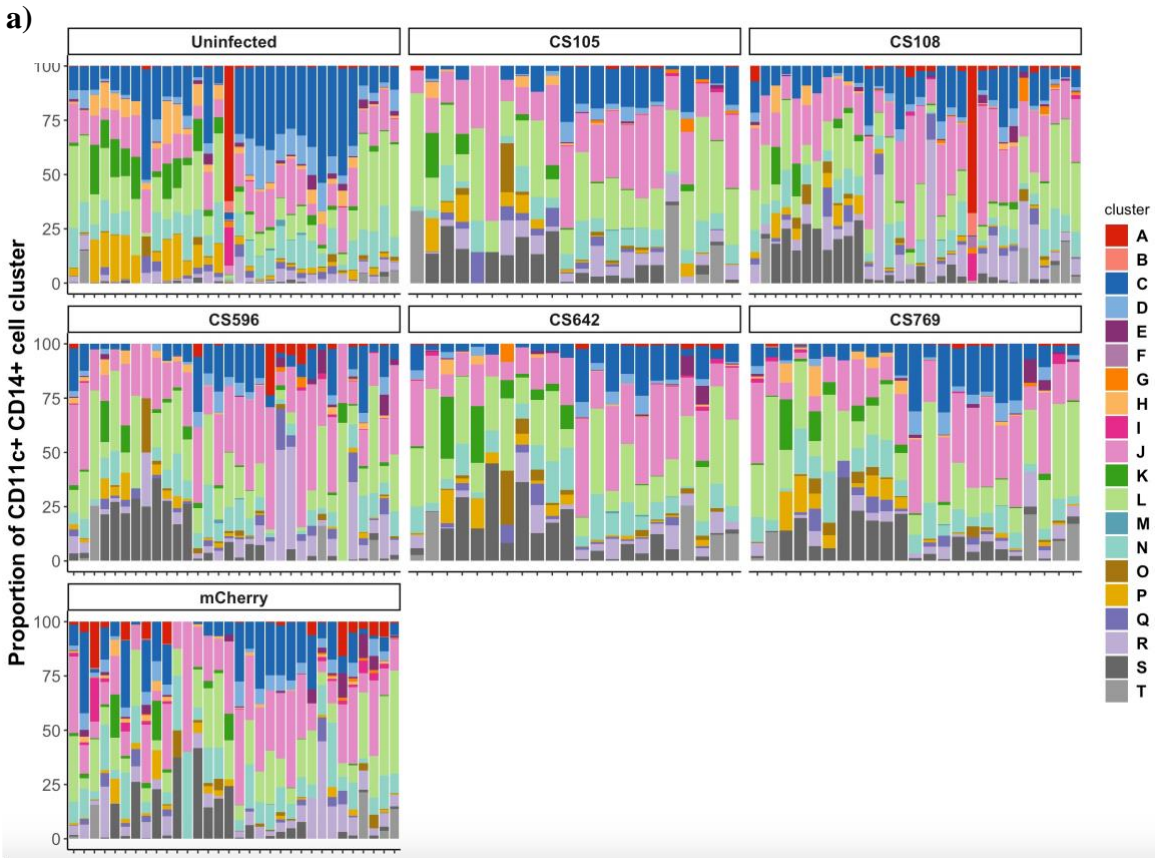 a)
Proportion of CD11c+ CD14+ cell cluster
Uninfected
CS105
CS108
100
75
50
25
0
CS596
CS642
CS769
100
75
50
25
0
mCherry
100
75
50
25
0
cluster
A
B
C
D
E
F
G
H
I
J
K
L
M
N
O
P
Q
R
S
T